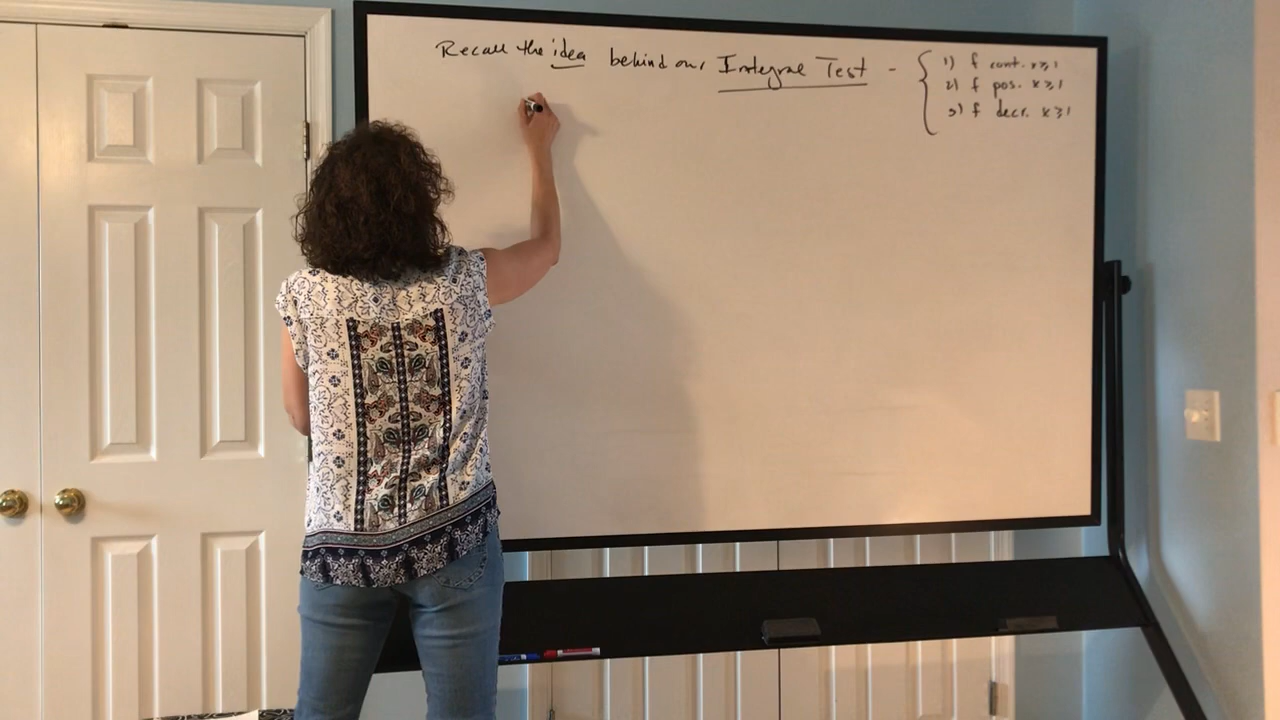 Recall the idea behind our Integral Test - 
1) f cont. x≥1
2) f pos. x≥1
3) f decr. x≥1